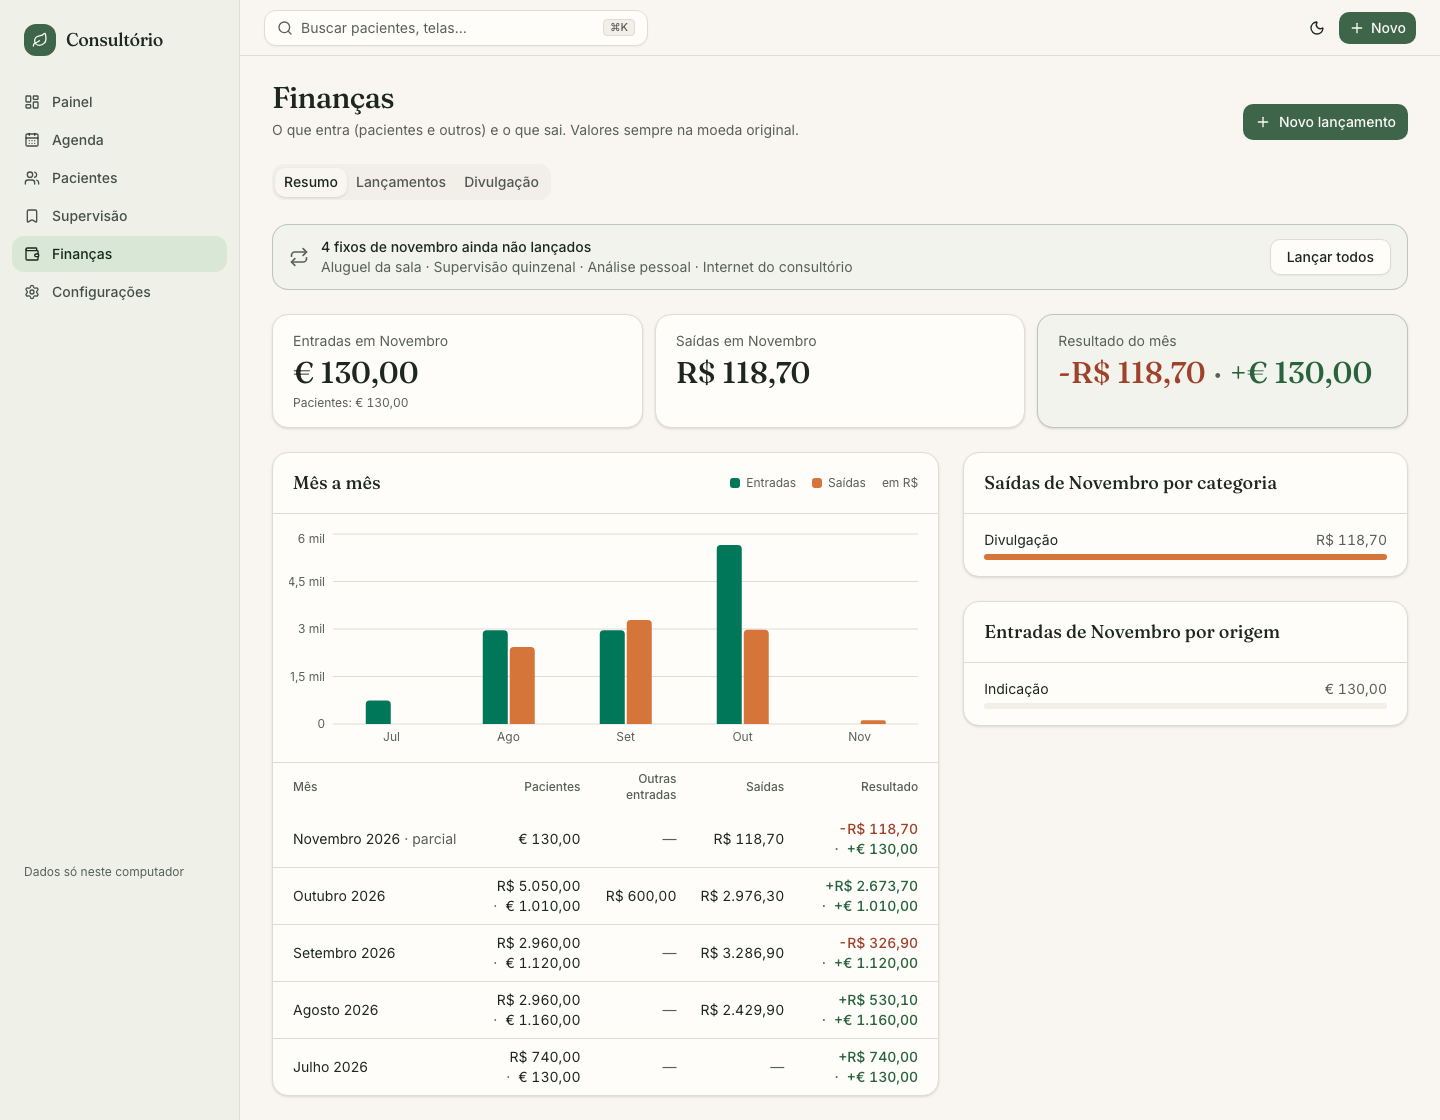 Consultório
Buscar pacientes, telas...
⌘K
Novo
Painel
Agenda
Pacientes
Supervisão
Finanças
Configurações
Dados só neste computador
Finanças
O que entra (pacientes e outros) e o que sai. Valores sempre na moeda original.
Novo lançamento
Resumo
Lançamentos
Divulgação
4 fixos de novembro ainda não lançados
Aluguel da sala · Supervisão quinzenal · Análise pessoal · Internet do consultório
Lançar todos
Entradas em Novembro
€ 130,00
Pacientes: € 130,00
Saídas em Novembro
R$ 118,70
Resultado do mês
-R$ 118,70 · +€ 130,00
Mês a mês
Entradas Saídas em R$
6 mil
4,5 mil
3 mil
1,5 mil
0
Jul Ago Set Out Nov
Mês Pacientes Outras entradas Saídas Resultado
Novembro 2026 · parcial € 130,00 — R$ 118,70 -R$ 118,70 · +€ 130,00
Outubro 2026 R$ 5.050,00 · € 1.010,00 R$ 600,00 R$ 2.976,30 +R$ 2.673,70 · +€ 1.010,00
Setembro 2026 R$ 2.960,00 · € 1.120,00 — R$ 3.286,90 -R$ 326,90 · +€ 1.120,00
Agosto 2026 R$ 2.960,00 · € 1.160,00 — R$ 2.429,90 +R$ 530,10 · +€ 1.160,00
Julho 2026 R$ 740,00 · € 130,00 — — +R$ 740,00 · +€ 130,00
Saídas de Novembro por categoria
Divulgação R$ 118,70
Entradas de Novembro por origem
Indicação € 130,00